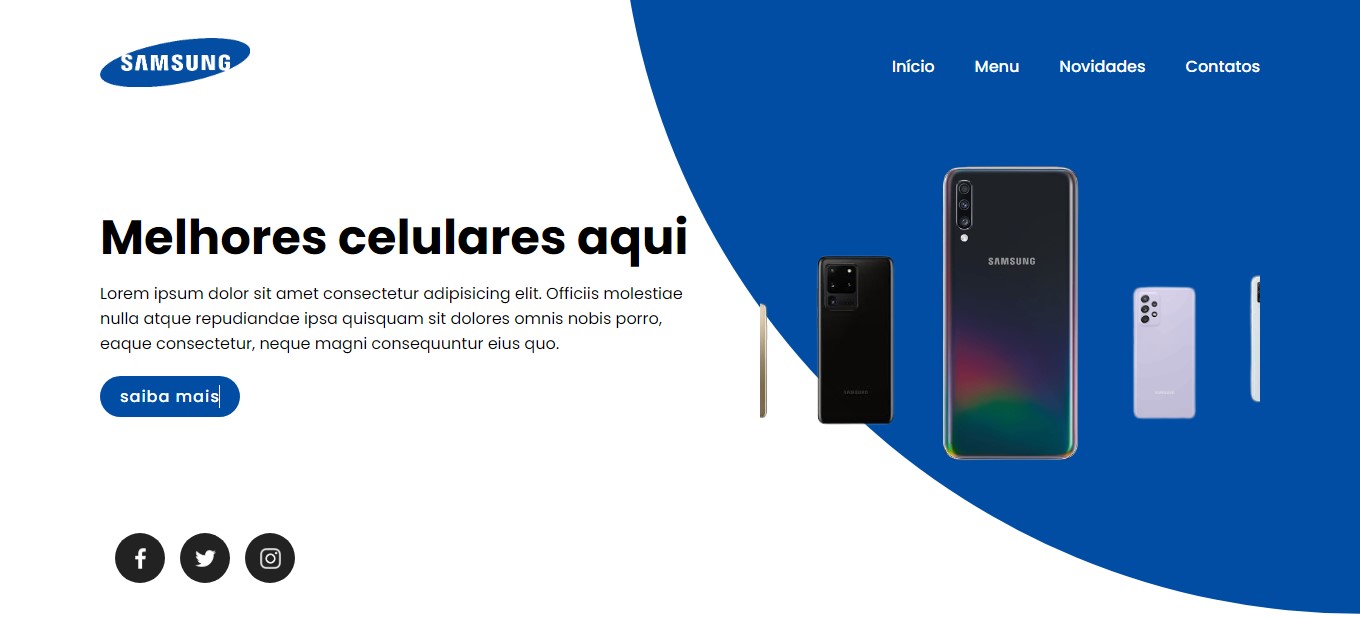 SAMSUNG
Início Menu Novidades Contatos
Melhores celulares aqui
Lorem ipsum dolor sit amet consectetur adipisicing elit. Officiis molestiae
nulla atque repudiandae ipsa quisquam sit dolores omnis nobis porro,
eaque consectetur, neque magni consequuntur eius quo.
saiba mais
SAMSUNG
SAMSUNG